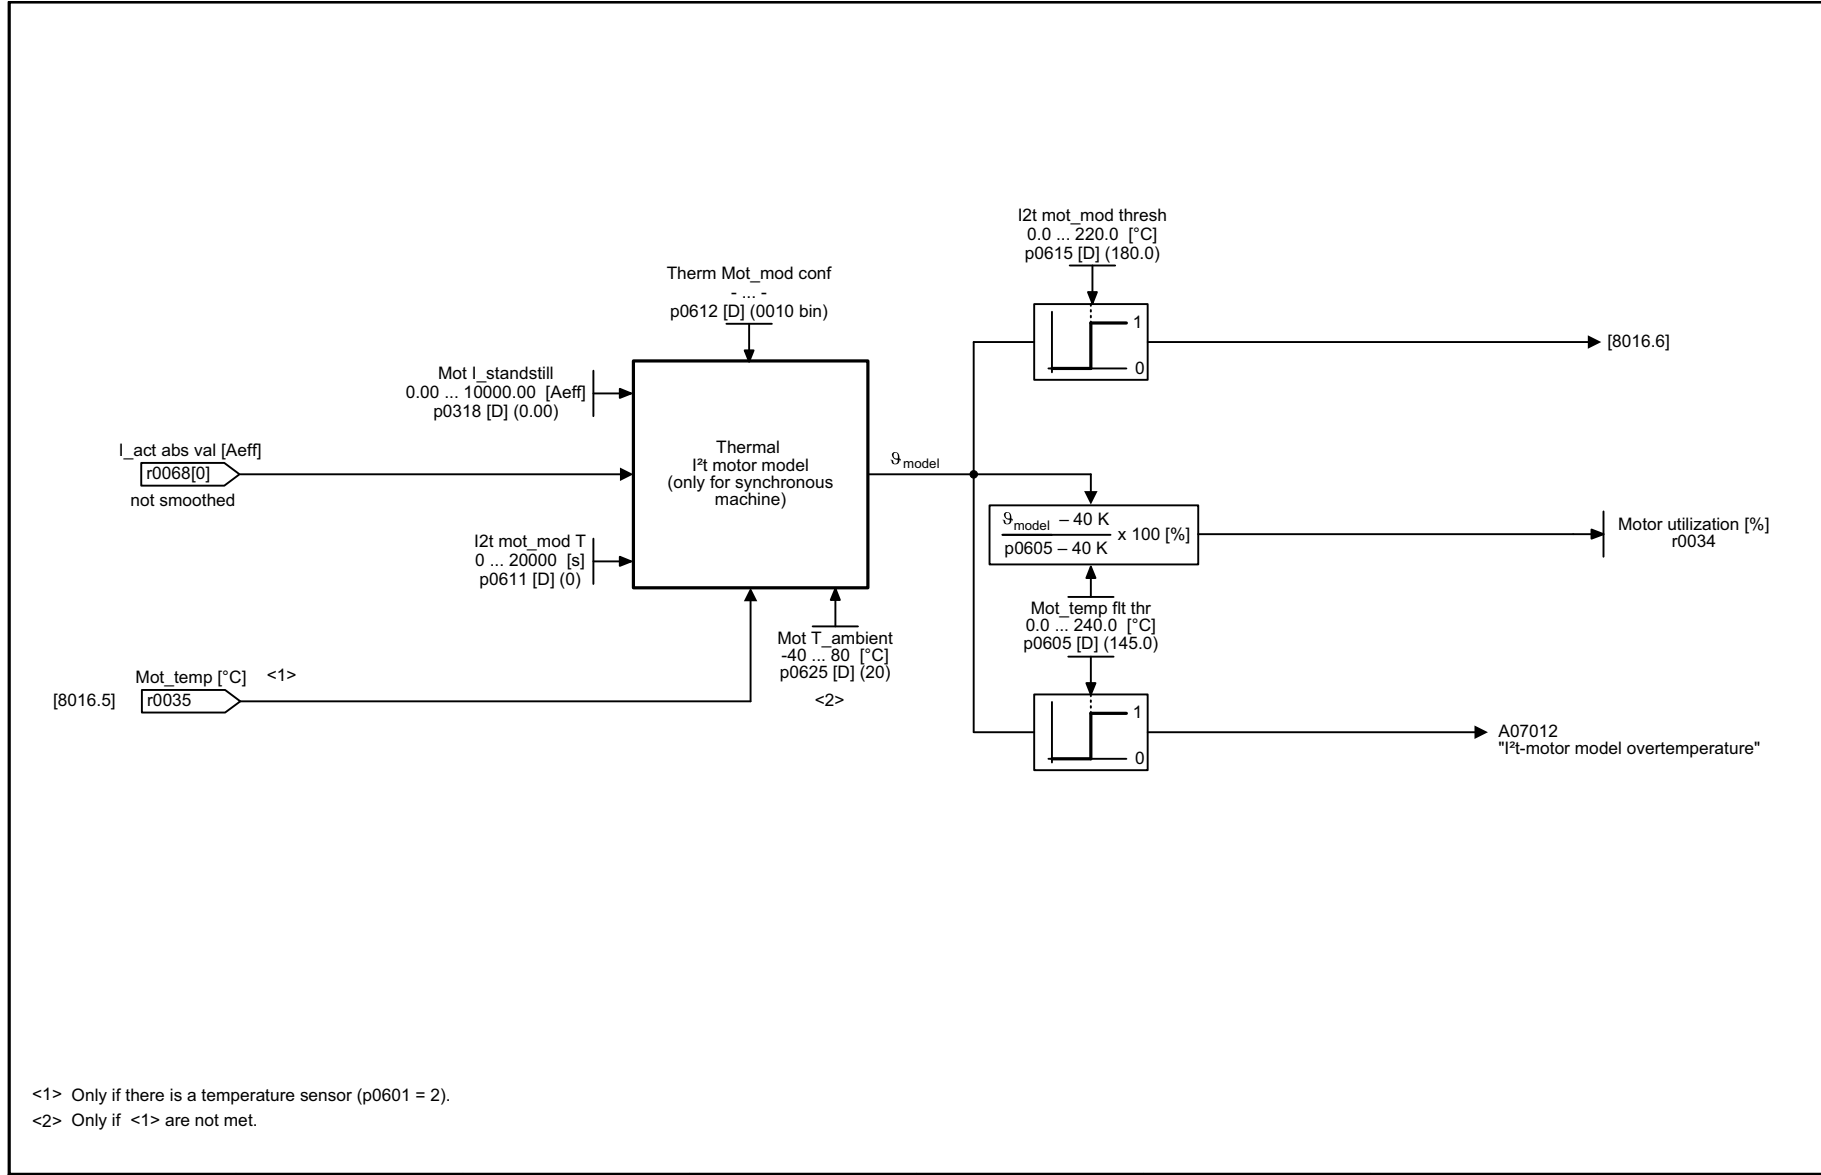 I2t mot_mod thresh
0.0 ... 220.0 [°C]
p0615 [D] (180.0)
Therm Mot_mod conf
- ... -
p0612 [D] (0010 bin)
1
0
[8016.6]
Mot I_standstill
0.00 ... 10000.00 [Aeff]
p0318 [D] (0.00)
I_act abs val [Aeff]
r0068[0]
not smoothed
Thermal
I²t motor model
(only for synchronous
machine)
ϑmodel
I2t mot_mod T
0 ... 20000 [s]
p0611 [D] (0)
ϑmodel – 40 K
p0605 – 40 K
x 100 [%]
Motor utilization [%]
r0034
Mot_temp flt thr
0.0 ... 240.0 [°C]
p0605 [D] (145.0)
Mot T_ambient
-40 ... 80 [°C]
p0625 [D] (20)
<2>
Mot_temp [°C] <1>
[8016.5] r0035
1
0
A07012
"I²t-motor model overtemperature"
<1> Only if there is a temperature sensor (p0601 = 2).
<2> Only if <1> are not met.